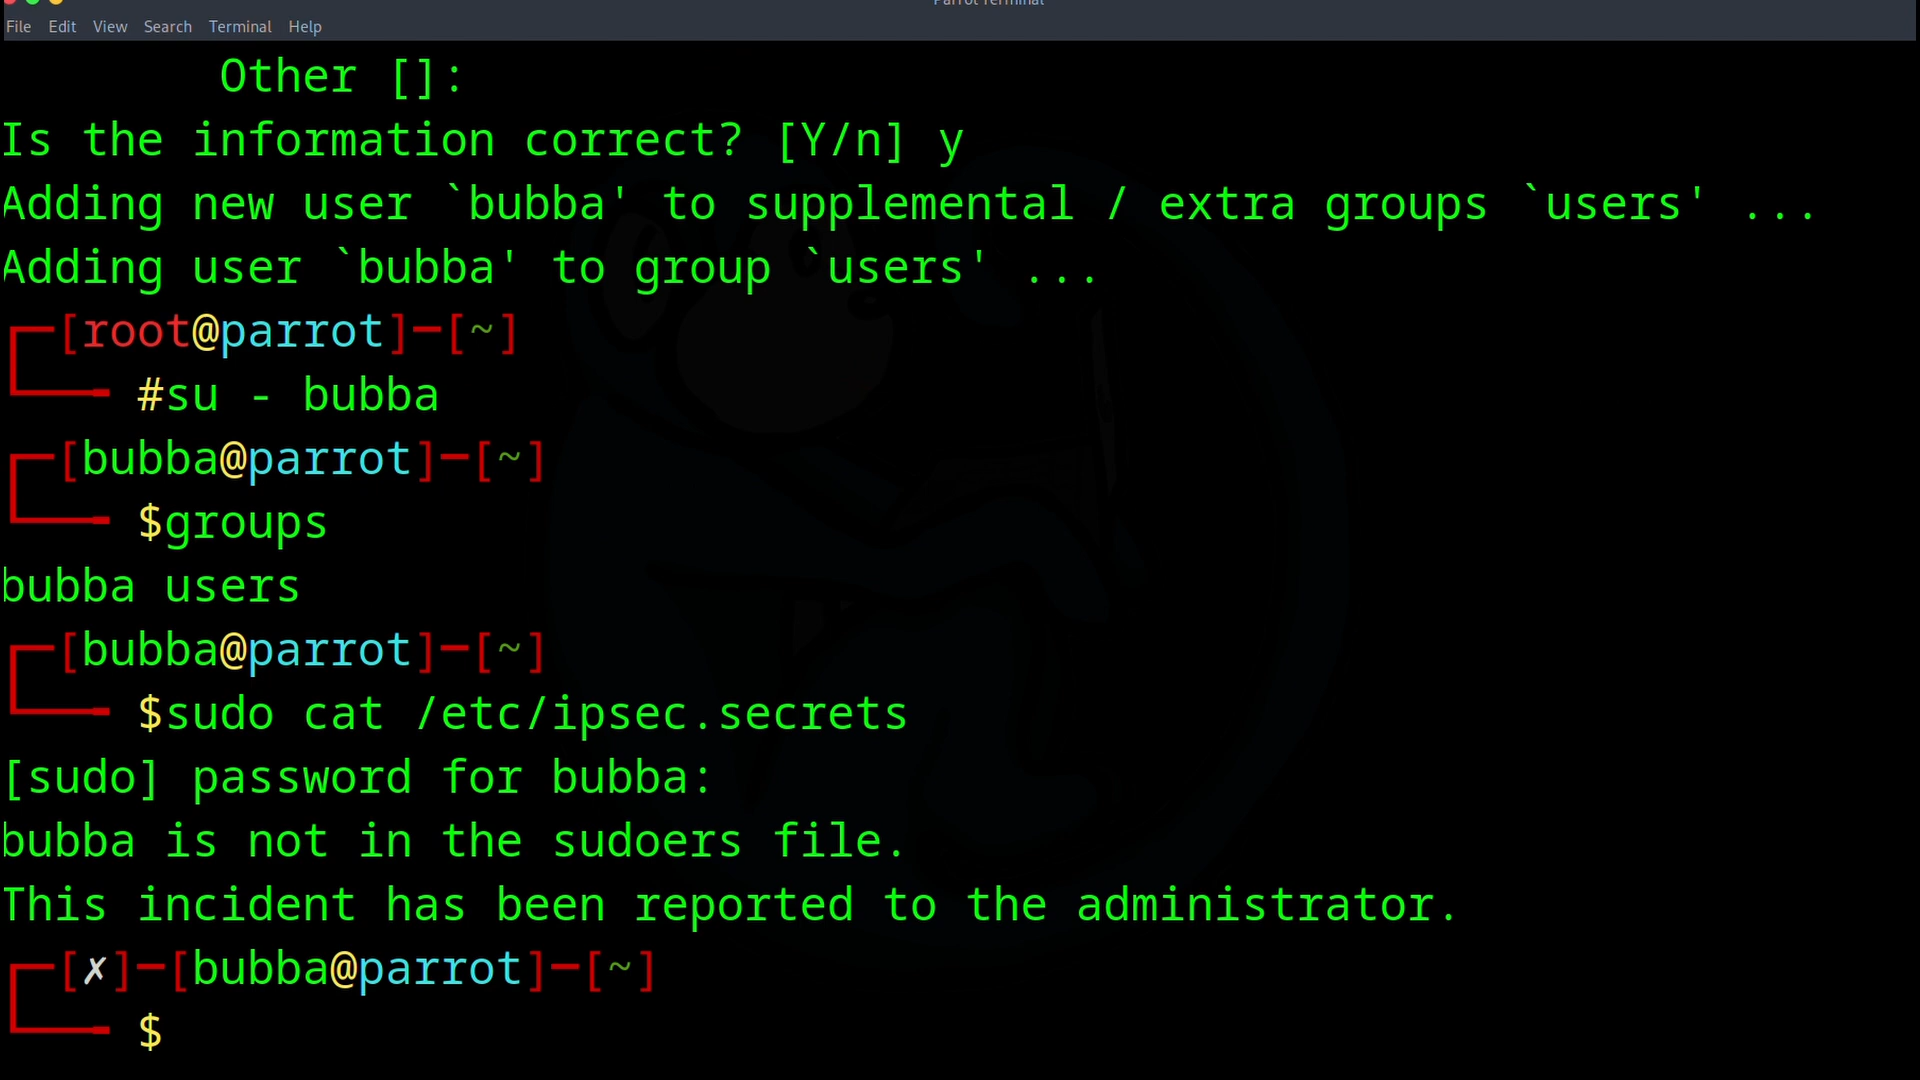 Parrot Terminal
File Edit View Search Terminal Help
Other []:
Is the information correct? [Y/n] y
Adding new user `bubba' to supplemental / extra groups `users' ...
Adding user `bubba' to group `users' ...
┌─[root@parrot]─[~]
└──╼ #su - bubba
┌─[bubba@parrot]─[~]
└──╼ $groups
bubba users
┌─[bubba@parrot]─[~]
└──╼ $sudo cat /etc/ipsec.secrets
[sudo] password for bubba:
bubba is not in the sudoers file.
This incident has been reported to the administrator.
┌─[✗]─[bubba@parrot]─[~]
└──╼ $